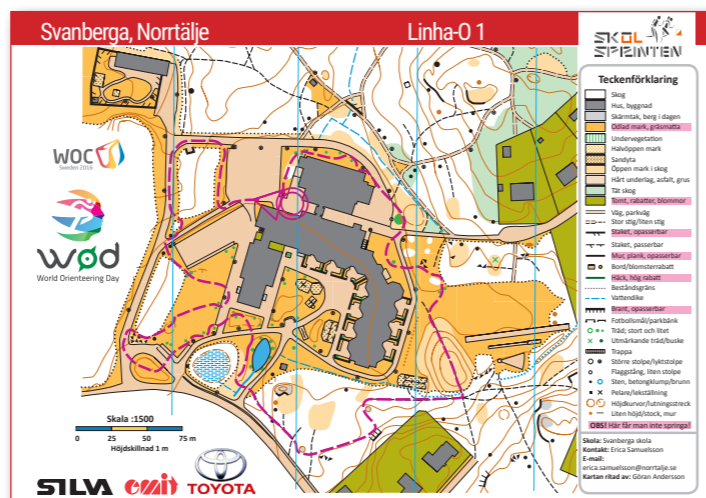 Svanberga, Norrtälje
Linha-O 1
SKOL
SPRINTEN
WOC
Sweden 2016
wod
World Orienteering Day
Teckenförklaring
Skog
Hus, byggnad
Skärmtak, berg i dagen
Odlad mark, gräsmatta
Undervegetation
Halvöppen mark
Sandyta
Öppen mark i skog
Hårt underlag, asfalt, grus
Tät skog
Tomt, rabatter, blommor
Väg, parkväg
Stor stig/liten stig
Staket, opasserbar
Staket, passerbar
Mur, plank, opasserbar
Bord/blomsterrabatt
Häck, hög rabatt
Beståndsgräns
Vattendike
Brant, opasserbar
Fotbollsmål/parkbänk
Träd; stort och litet
Utmärkande träd/buske
Trappa
Större stolpe/lyktstolpe
Flaggstång, liten stolpe
Sten, betongklump/brunn
Pelare/lekställning
Höjdkurvor/lutningsstreck
Liten höjd/stock, mur
OBS! Här får man inte springa!
Skola: Svanberga skola
Kontakt: Erica Samuelsson
E-mail:
erica.samuelsson@norrtalje.se
Kartan ritad av: Göran Andersson
Skala :1500
0 25 50 75 m
Höjdskillnad 1 m
SILVA
emit
TOYOTA